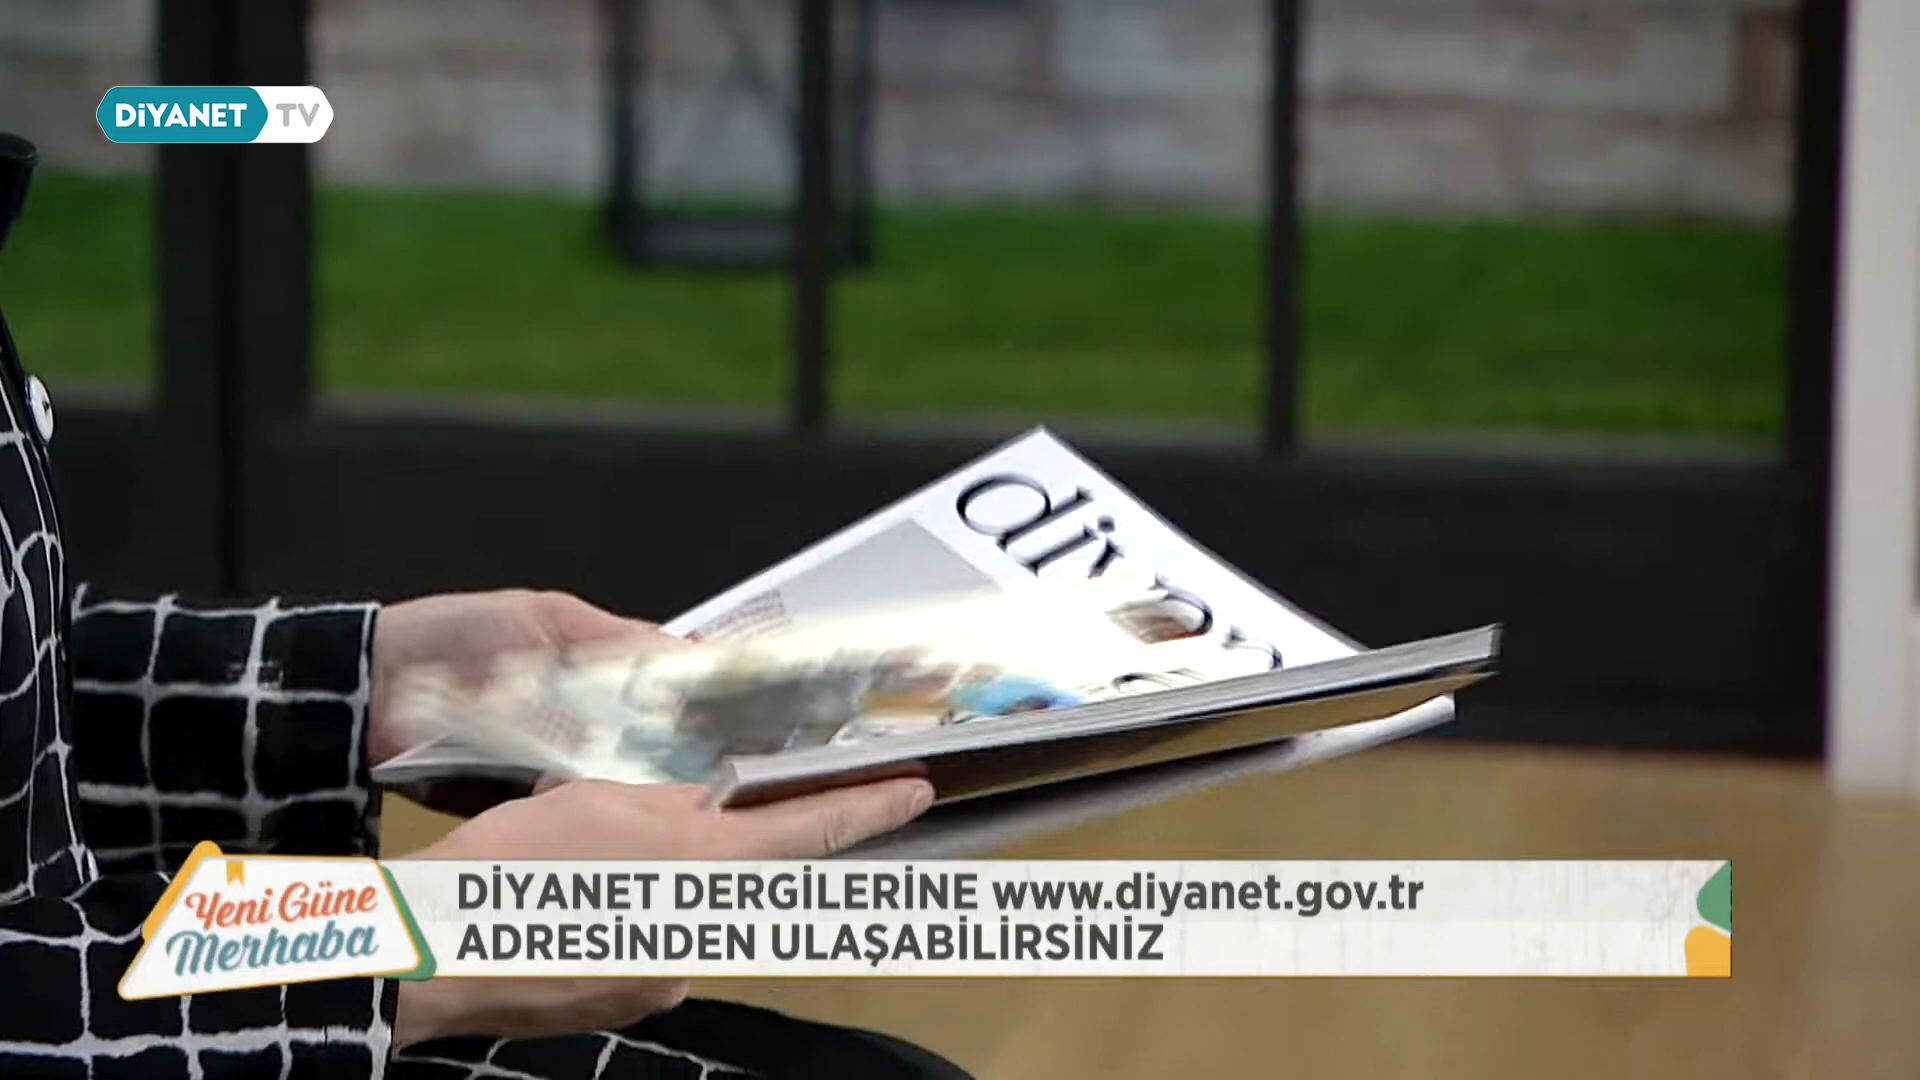 DİYANET TV
Yeni Güne
Merhaba
DİYANET DERGİLERİNE www.diyanet.gov.tr
ADRESİNDEN ULAŞABİLİRSİNİZ